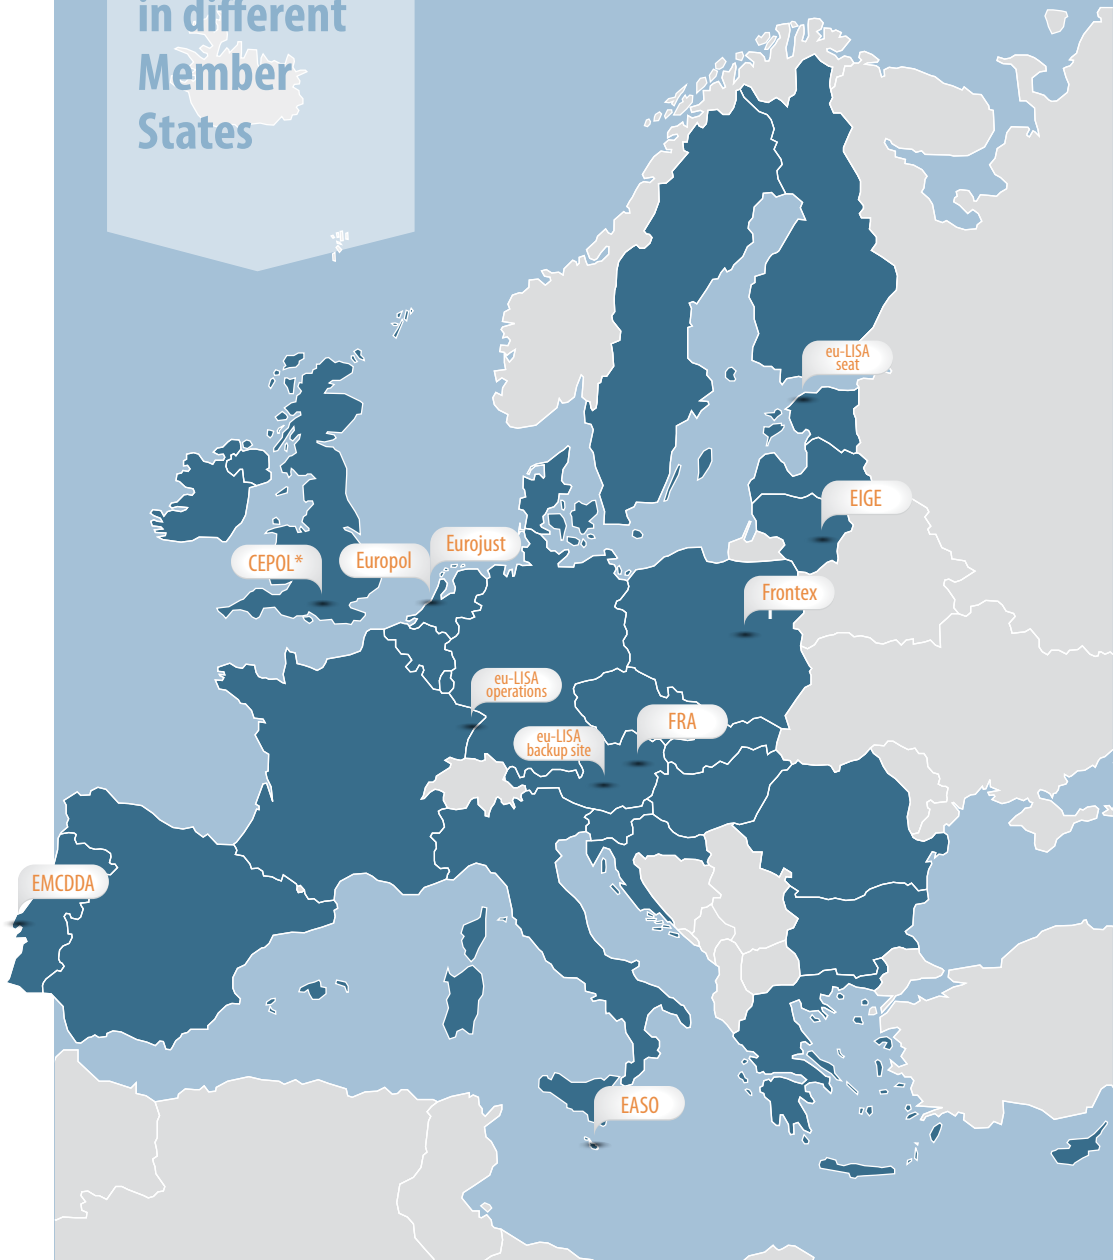 in different
Member
States
eu-LISA
seat
EIGE
Eurojust
Europol
CEPOL*
Frontex
eu-LISA
operations
FRA
eu-LISA
backup site
EMCDDA
EASO